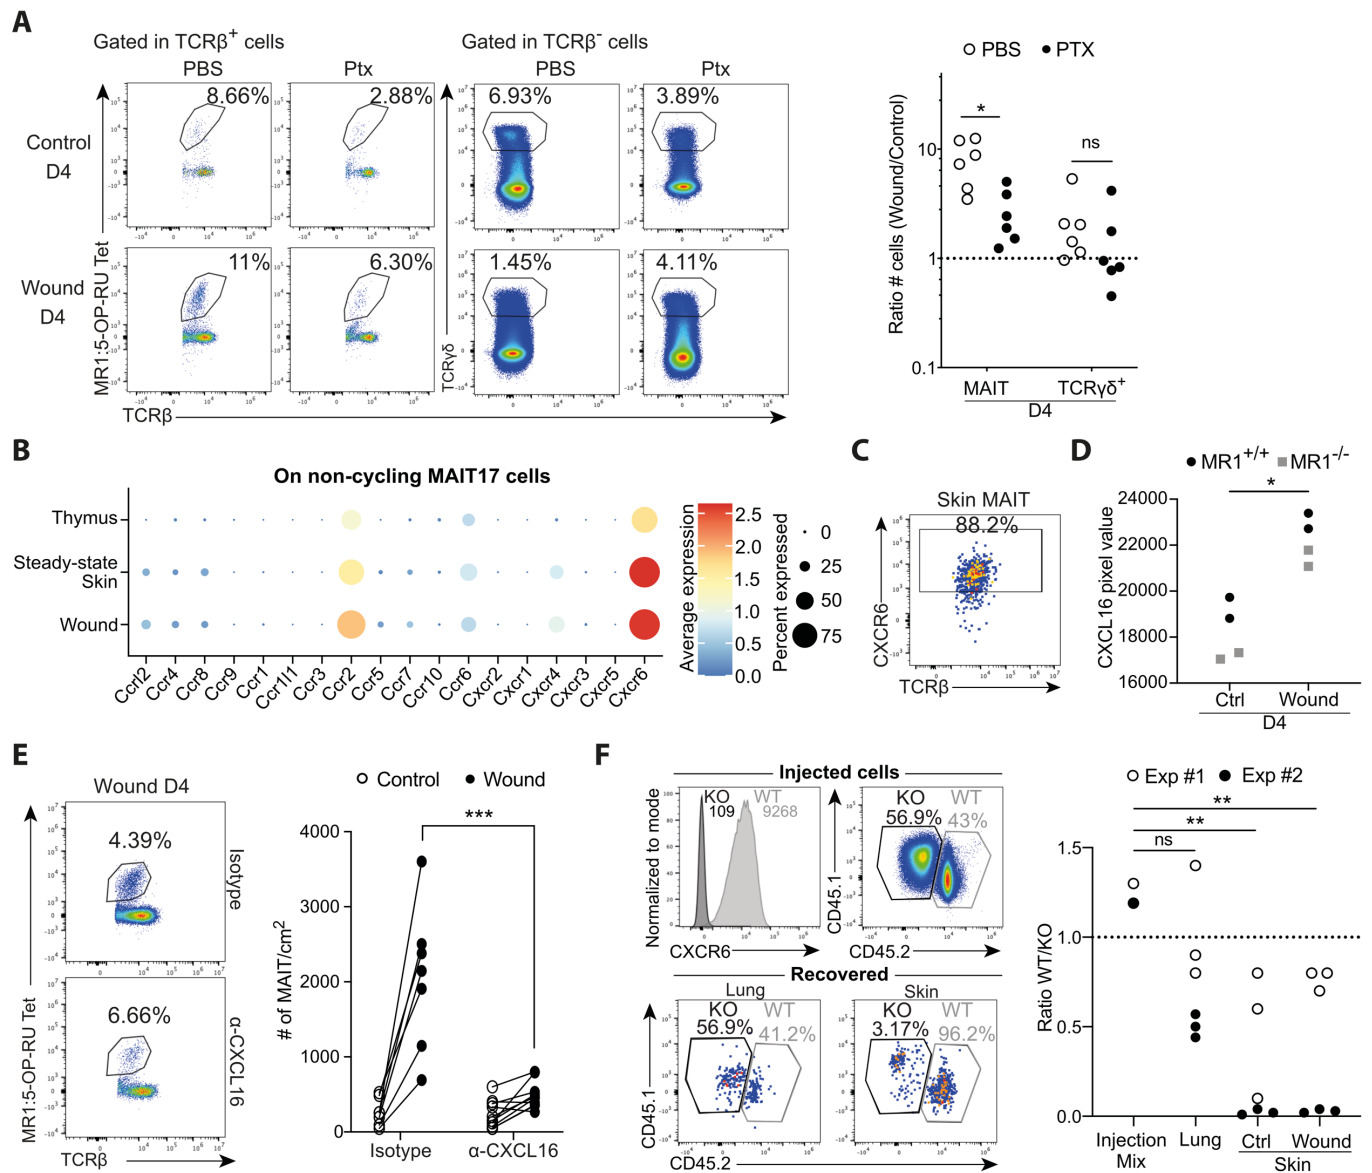 A
Gated in TCRβ+ cells
Gated in TCRβ- cells
PBS
Ptx
PBS
Ptx
Control
D4
Wound
D4
8.66%
2.88%
6.93%
3.89%
11%
6.30%
1.45%
4.11%
MR1:5-OP-RU Tet
TCRγδ
TCRβ
PBS
PTX
Ratio # cells (Wound/Control)
10
1
0.1
*
ns
MAIT
TCRγδ+
D4
B
On non-cycling MAIT17 cells
Thymus
Steady-state
Skin
Wound
Ccrl2
Ccr4
Ccr8
Ccr9
Ccr1
Ccr1l1
Ccr3
Ccr2
Ccr5
Ccr7
Ccr10
Ccr6
Cxcr2
Cxcr1
Cxcr4
Cxcr3
Cxcr5
Cxcr6
Average expression
2.5
2.0
1.5
1.0
0.5
0.0
Percent expressed
0
25
50
75
C
Skin MAIT
88.2%
CXCR6
TCRβ
D
MR1+/+
MR1-/-
*
CXCL16 pixel value
24000
22000
20000
18000
16000
Ctrl
Wound
D4
E
Wound D4
4.39%
Isotype
6.66%
α-CXCL16
MR1:5-OP-RU Tet
TCRβ
Control
Wound
***
# of MAIT/cm2
4000
3000
2000
1000
0
Isotype
α-CXCL16
F
Injected cells
KO
109
WT
9268
Normalized to mode
100
80
60
40
20
0
CXCR6
KO
56.9%
WT
43%
CD45.1
CD45.2
Recovered
Lung
Skin
KO
56.9%
WT
41.2%
KO
3.17%
WT
96.2%
CD45.1
CD45.2
Exp #1
Exp #2
**
**
ns
Ratio WT/KO
1.5
1.0
0.5
0.0
Injection
Mix
Lung
Ctrl
Wound
Skin